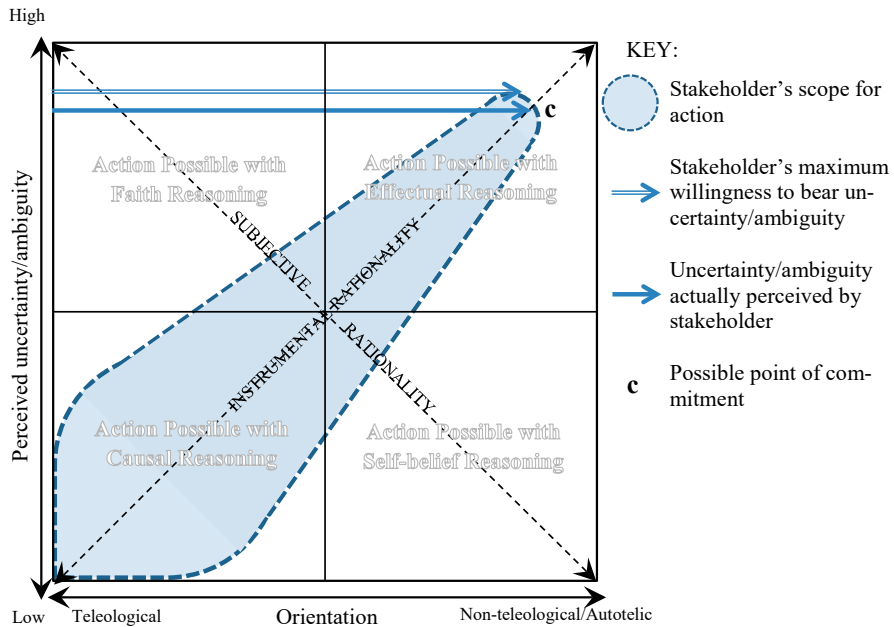 High
KEY:
Stakeholder's scope for
action
c
Action Possible with
Faith Reasoning
Action Possible with
Effectual Reasoning
Stakeholder's maximum
willingness to bear un-
certainty/ambiguity
SUBJECTIVE
RATIONALITY
INSTRUMENTAL RATIONALITY
Uncertainty/ambiguity
actually perceived by
stakeholder
Perceived uncertainty/ambiguity
c
Possible point of com-
mitment
Action Possible with
Causal Reasoning
Action Possible with
Self-belief Reasoning
Low
Teleological
Orientation
Non-teleological/Autotelic